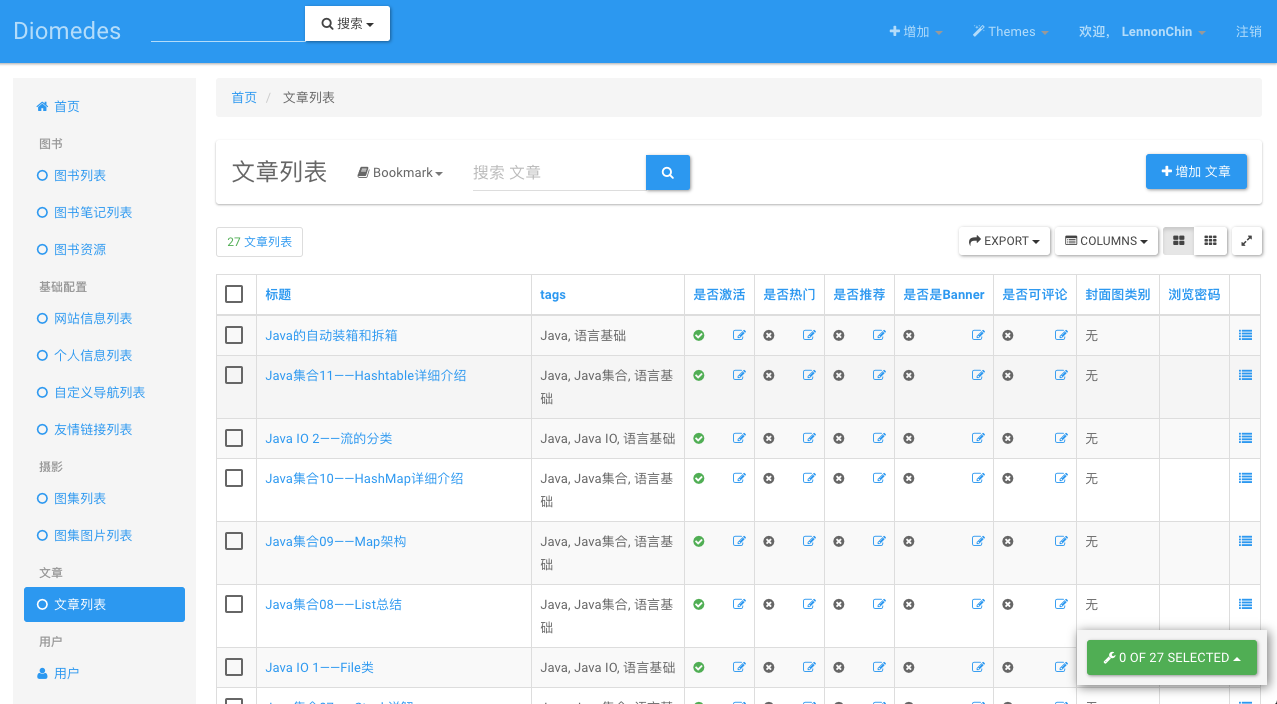 Diomedes
搜索
增加
Themes
欢迎， LennonChin
注销
首页
图书
图书列表
图书笔记列表
图书资源
基础配置
网站信息列表
个人信息列表
自定义导航列表
友情链接列表
摄影
图集列表
图集图片列表
文章
文章列表
用户
用户
首页 / 文章列表
文章列表
Bookmark
搜索 文章
增加 文章
27 文章列表
EXPORT
COLUMNS
标题 tags 是否激活 是否热门 是否推荐 是否是Banner 是否可评论 封面图类别 浏览密码
Java的自动装箱和拆箱 Java, 语言基础 无
Java集合11——Hashtable详细介绍 Java, Java集合, 语言基 无
础
Java IO 2——流的分类 Java, Java IO, 语言基础 无
Java集合10——HashMap详细介绍 Java, Java集合, 语言基 无
础
Java集合09——Map架构 Java, Java集合, 语言基 无
础
Java集合08——List总结 Java, Java集合, 语言基 无
础
Java IO 1——File类 Java, Java IO, 语言基础
0 OF 27 SELECTED